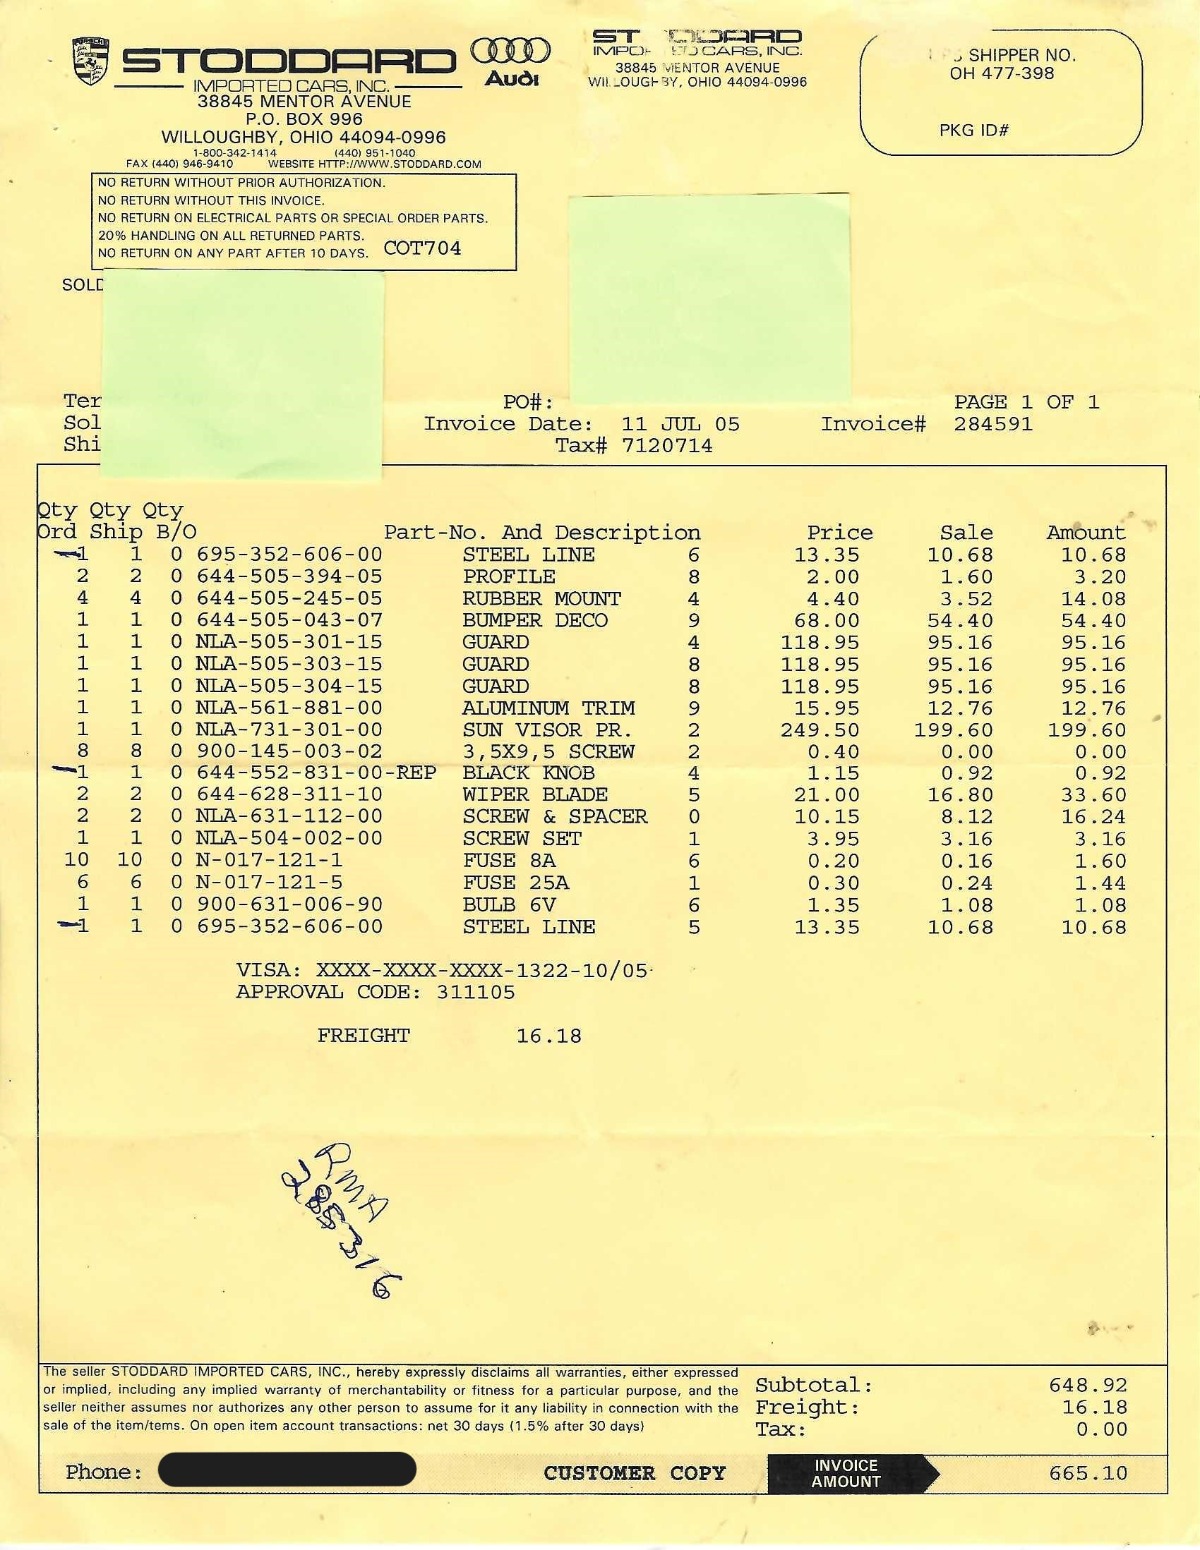 STODDARD
IMPORTED CARS, INC.
38845 MENTOR AVENUE
P.O. BOX 996
WILLOUGHBY, OHIO 44094-0996
1-800-342-1414 (440) 951-1040
FAX (440) 946-9410 WEBSITE HTTP://WWW.STODDARD.COM
Audi
ST DDARD
IMPO ED CARS, INC.
38845 MENTOR AVENUE
WILLOUGHBY, OHIO 44094-0996
SHIPPER NO.
OH 477-398
PKG ID#
NO RETURN WITHOUT PRIOR AUTHORIZATION.
NO RETURN WITHOUT THIS INVOICE.
NO RETURN ON ELECTRICAL PARTS OR SPECIAL ORDER PARTS.
20% HANDLING ON ALL RETURNED PARTS.
NO RETURN ON ANY PART AFTER 10 DAYS. COT704
SOLD
Ter PO#: PAGE 1 OF 1
Sol Invoice Date: 11 JUL 05 Invoice# 284591
Shi Tax# 7120714
Qty Qty Qty
Ord Ship B/O Part-No. And Description Price Sale Amount
1 1 0 695-352-606-00 STEEL LINE 6 13.35 10.68 10.68
2 2 0 644-505-394-05 PROFILE 8 2.00 1.60 3.20
4 4 0 644-505-245-05 RUBBER MOUNT 4 4.40 3.52 14.08
1 1 0 644-505-043-07 BUMPER DECO 9 68.00 54.40 54.40
1 1 0 NLA-505-301-15 GUARD 4 118.95 95.16 95.16
1 1 0 NLA-505-303-15 GUARD 8 118.95 95.16 95.16
1 1 0 NLA-505-304-15 GUARD 8 118.95 95.16 95.16
1 1 0 NLA-561-881-00 ALUMINUM TRIM 9 15.95 12.76 12.76
1 1 0 NLA-731-301-00 SUN VISOR PR. 2 249.50 199.60 199.60
8 8 0 900-145-003-02 3,5X9,5 SCREW 2 0.40 0.00 0.00
1 1 0 644-552-831-00-REP BLACK KNOB 4 1.15 0.92 0.92
2 2 0 644-628-311-10 WIPER BLADE 5 21.00 16.80 33.60
2 2 0 NLA-631-112-00 SCREW & SPACER 0 10.15 8.12 16.24
1 1 0 NLA-504-002-00 SCREW SET 1 3.95 3.16 3.16
10 10 0 N-017-121-1 FUSE 8A 6 0.20 0.16 1.60
6 6 0 N-017-121-5 FUSE 25A 1 0.30 0.24 1.44
1 1 0 900-631-006-90 BULB 6V 6 1.35 1.08 1.08
1 1 0 695-352-606-00 STEEL LINE 5 13.35 10.68 10.68
VISA: XXXX-XXXX-XXXX-1322-10/05
APPROVAL CODE: 311105
FREIGHT 16.18
RMA
285316
The seller STODDARD IMPORTED CARS, INC., hereby expressly disclaims all warranties, either expressed
or implied, including any implied warranty of merchantability or fitness for a particular purpose, and the
seller neither assumes nor authorizes any other person to assume for it any liability in connection with the
sale of the item/items. On open item account transactions: net 30 days (1.5% after 30 days)
Subtotal: 648.92
Freight: 16.18
Tax: 0.00
Phone: CUSTOMER COPY INVOICE AMOUNT 665.10